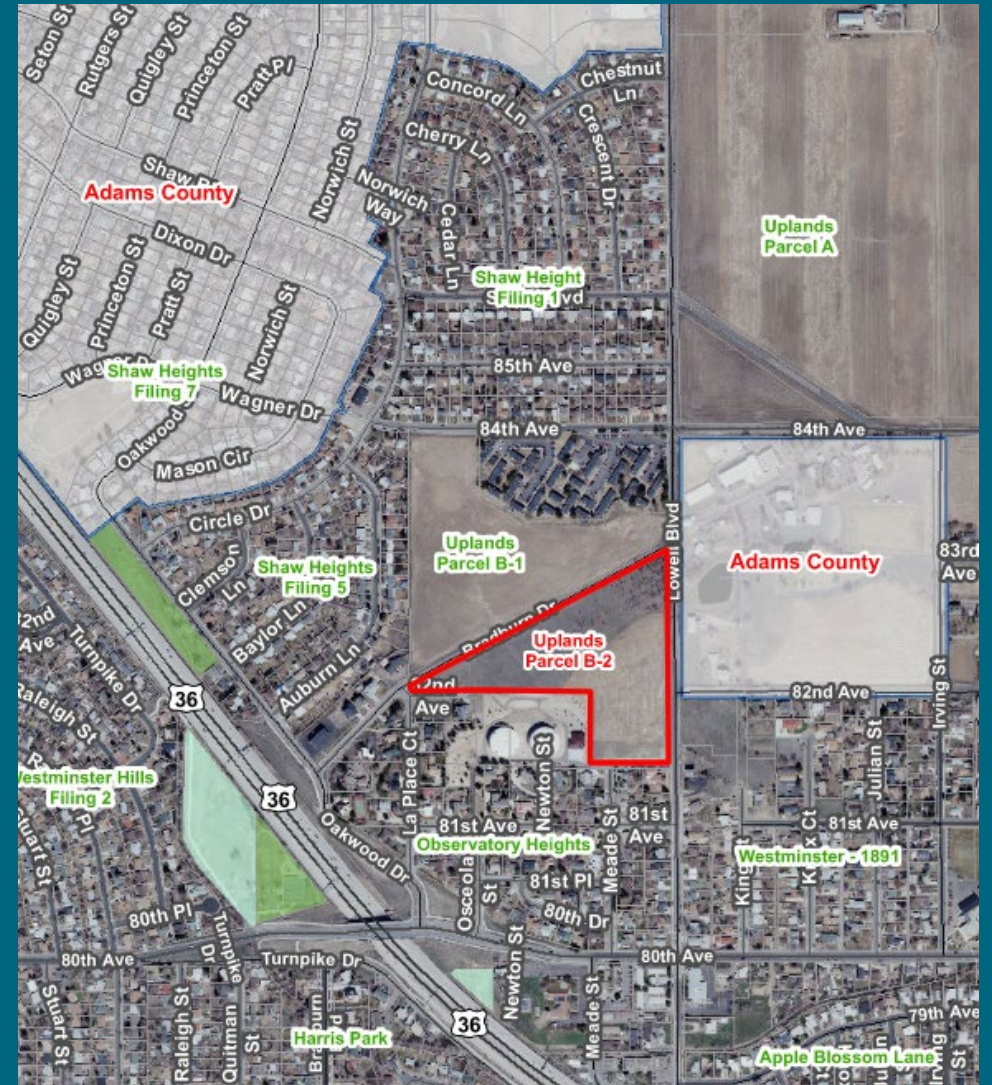 Seton St
Rutgers St
Quigley St
Princeton St
Pratt Pl
Norwich St
Concord Ln
Chestnut
Ln
Cherry Ln
Crescent Dr
Norwich
Way
Cedar Ln
Shaw
Adams County
Dixon Dr
Uplands
Parcel A
Quigley St
Princeton St
Pratt St
Norwich St
Shaw Height
Filing 1
85th Ave
Shaw Heights
Filing 7
Wagner Dr
Oakwood
Mason Cir
84th Ave
84th Ave
Circle Dr
Clemson
Ln
Shaw Heights
Filing 5
Baylor Ln
Auburn Ln
Uplands
Parcel B-1
Lowell Blvd
Adams County
83rd
Ave
Bradburn Dr
Uplands
Parcel B-2
82nd Ave
Irving St
Ave
Turnpike Dr
Raleigh St
36
36
Westminster Hills
Filing 2
Stuart St
La Place Ct
Newton St
Oakwood Dr
81st Ave
Observatory Heights
Meade St
81st
Ave
Julian St
81st Ave
Westminster - 1891
Osceola
St
81st Pl
80th Dr
80th Pl
Turnpike
Dr
80th Ave
Turnpike Dr
80th Ave
Newton St
Meade St
Stuart St
Raleigh St
Quitman
St
Harris Park
36
79th Ave
Apple Blossom Lane
St